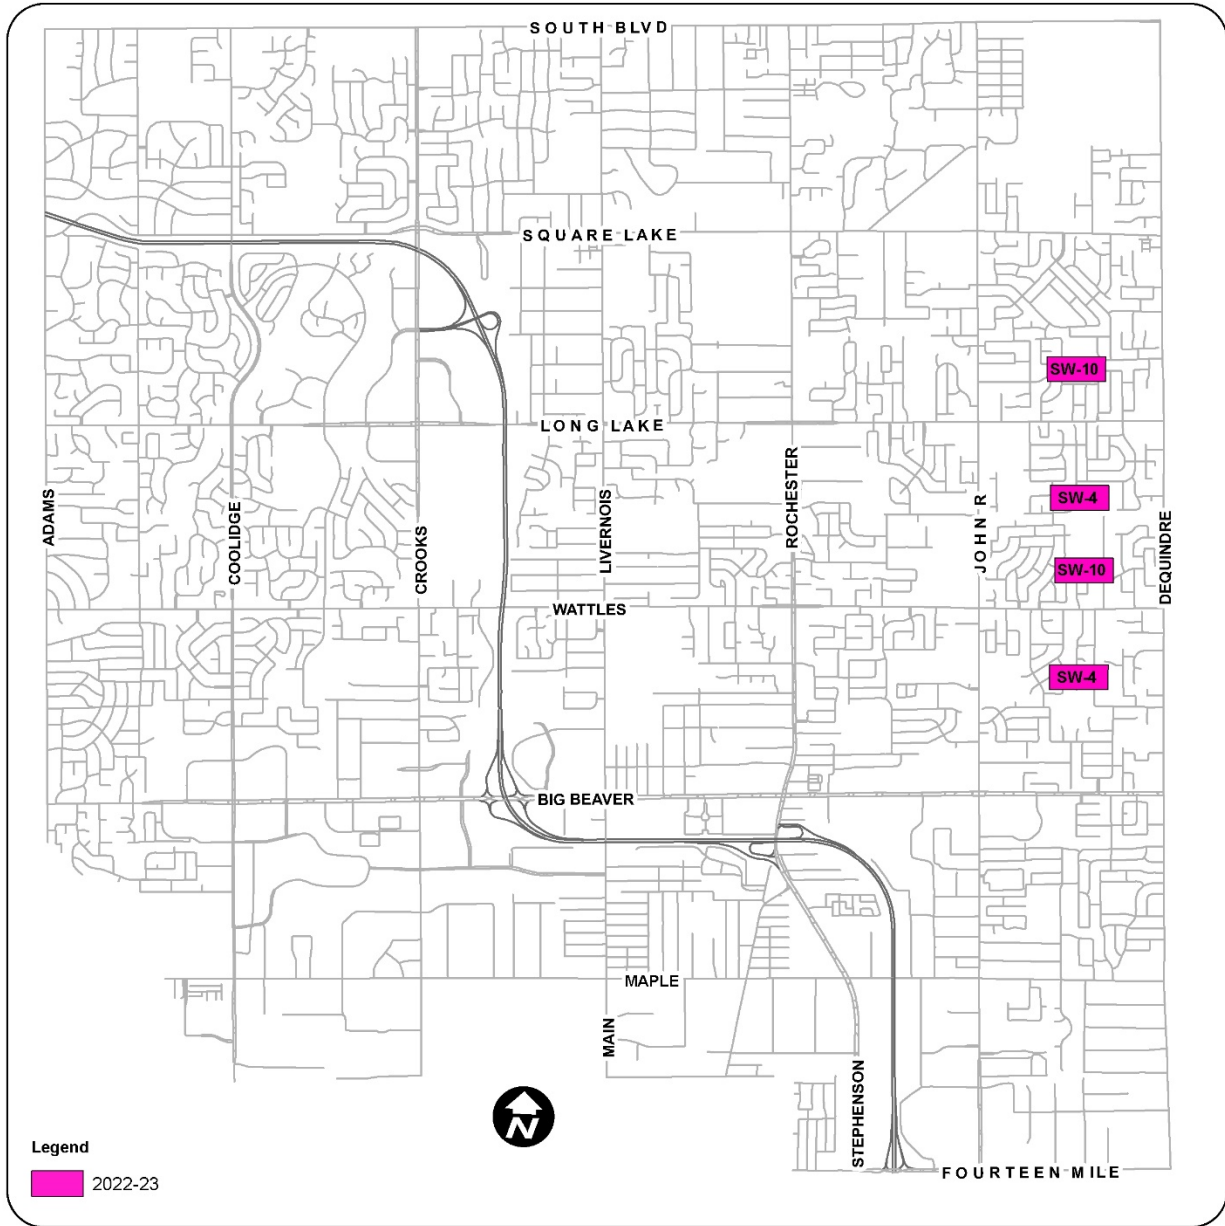 SOUTH BLVD
SQUARE LAKE
SW-10
LONG LAKE
ADAMS
COOLIDGE
CROOKS
LIVERNOIS
ROCHESTER
JOHN R
DEQUINDRE
SW-4
SW-10
WATTLES
SW-4
BIG BEAVER
MAPLE
MAIN
STEPHENSON
N
FOURTEEN MILE
Legend
2022-23